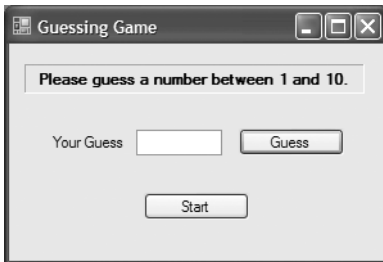 Guessing Game
Please guess a number between 1 and 10.
Your Guess Guess
Start